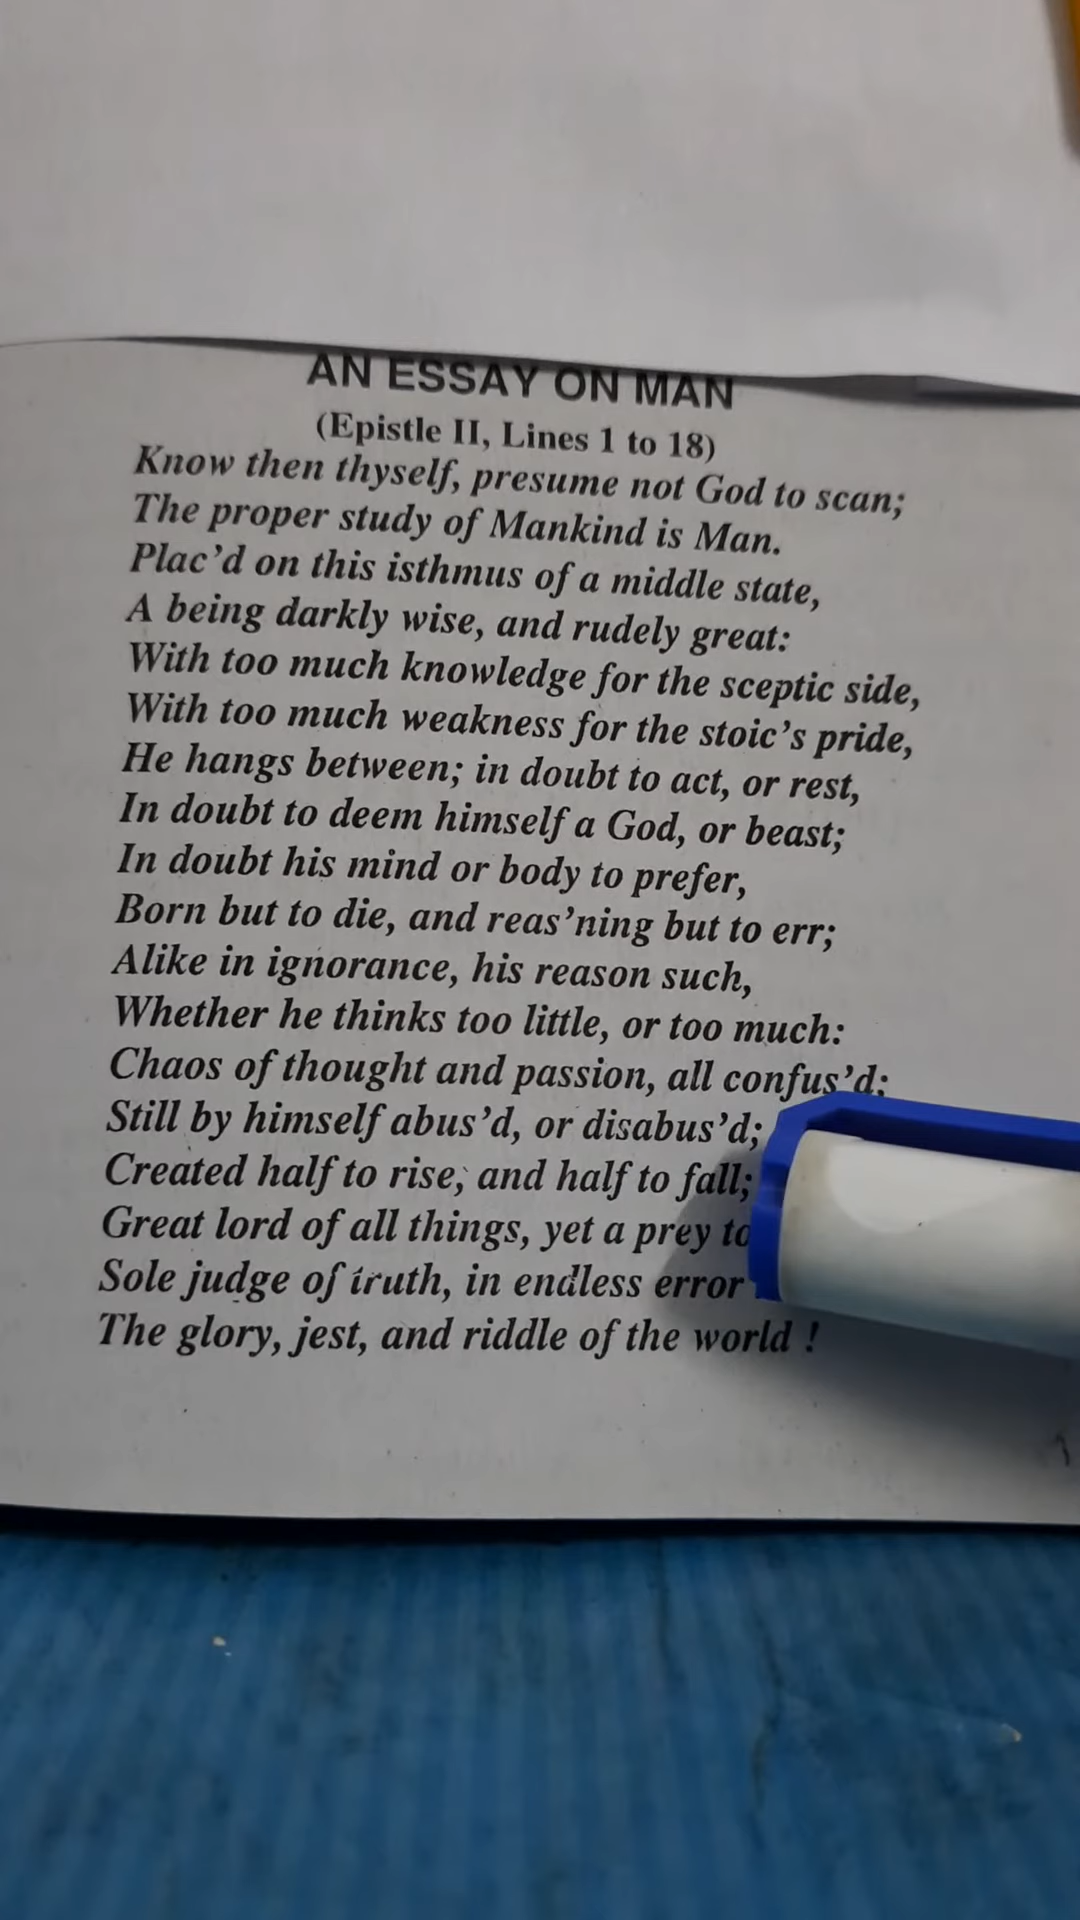 AN ESSAY ON MAN
(Epistle II, Lines 1 to 18)
Know then thyself, presume not God to scan;
The proper study of Mankind is Man.
Plac’d on this isthmus of a middle state,
A being darkly wise, and rudely great:
With too much knowledge for the sceptic side,
With too much weakness for the stoic’s pride,
He hangs between; in doubt to act, or rest,
In doubt to deem himself a God, or beast;
In doubt his mind or body to prefer,
Born but to die, and reas’ning but to err;
Alike in ignorance, his reason such,
Whether he thinks too little, or too much:
Chaos of thought and passion, all confus’d;
Still by himself abus’d, or disabus’d;
Created half to rise, and half to fall;
Great lord of all things, yet a prey to
Sole judge of truth, in endless error
The glory, jest, and riddle of the world !